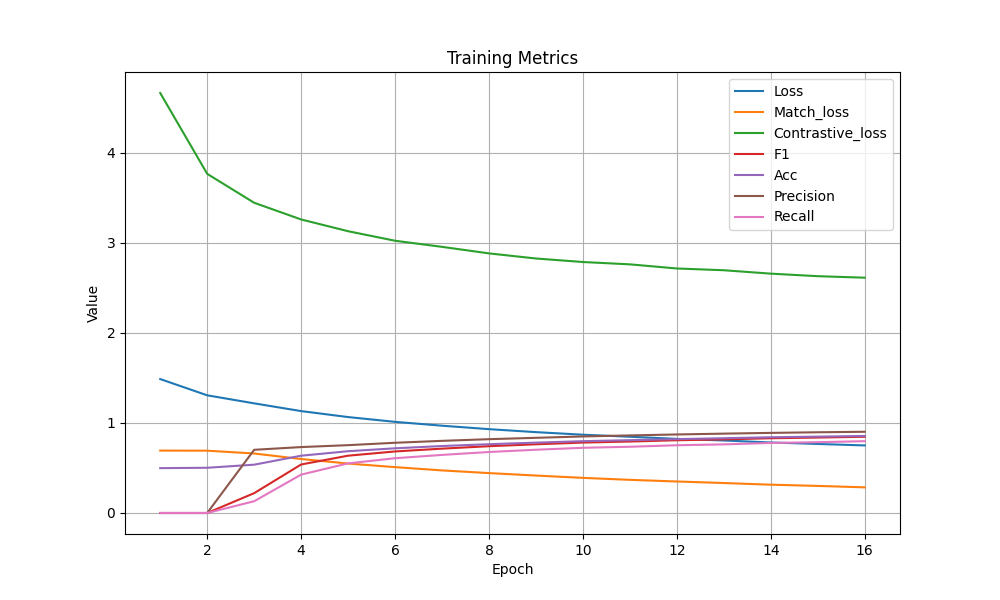 Training Metrics
Loss
Match_loss
Contrastive_loss
F1
Acc
Precision
Recall
4
3
2
1
0
Value
2 4 6 8 10 12 14 16
Epoch